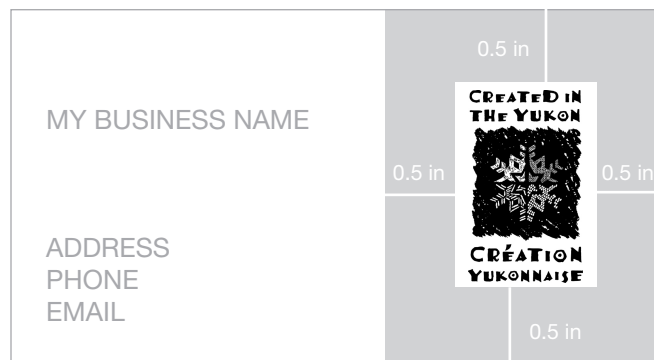 MY BUSINESS NAME
ADDRESS
PHONE
EMAIL
0.5 in
CREATED IN
THE YUKON
0.5 in
0.5 in
CRÉATION
YUKONNAISE
0.5 in